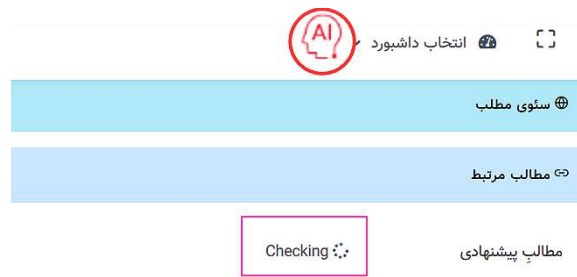 انتخاب داشبورد AI
سئوی مطلب
مطالب مرتبط
مطالبِ پیشنهادی Checking